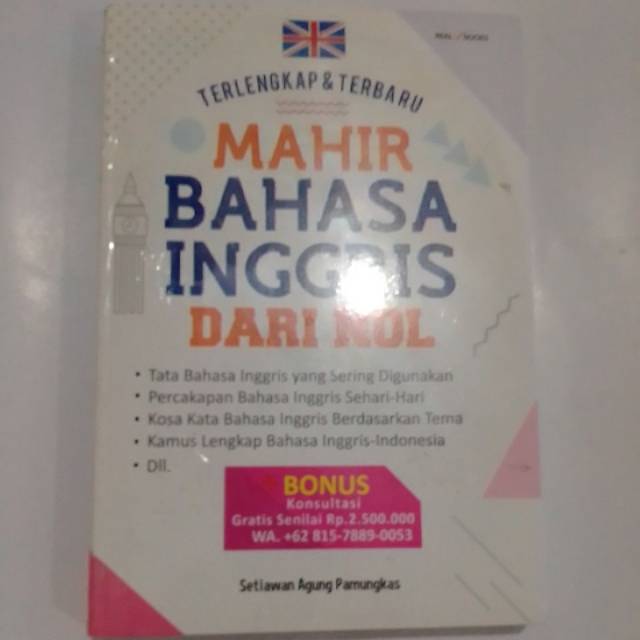 REAL BOOKS
TERLENGKAP & TERBARU
MAHIR
BAHASA
INGGRIS
DARI NOL
• Tata Bahasa Inggris yang Sering Digunakan
• Percakapan Bahasa Inggris Sehari-Hari
• Kosa Kata Bahasa Inggris Berdasarkan Tema
• Kamus Lengkap Bahasa Inggris-Indonesia
• Dll.
BONUS
Konsultasi
Gratis Senilai Rp.2.500.000
WA. +62 815-7889-0053
Setiawan Agung Pamungkas